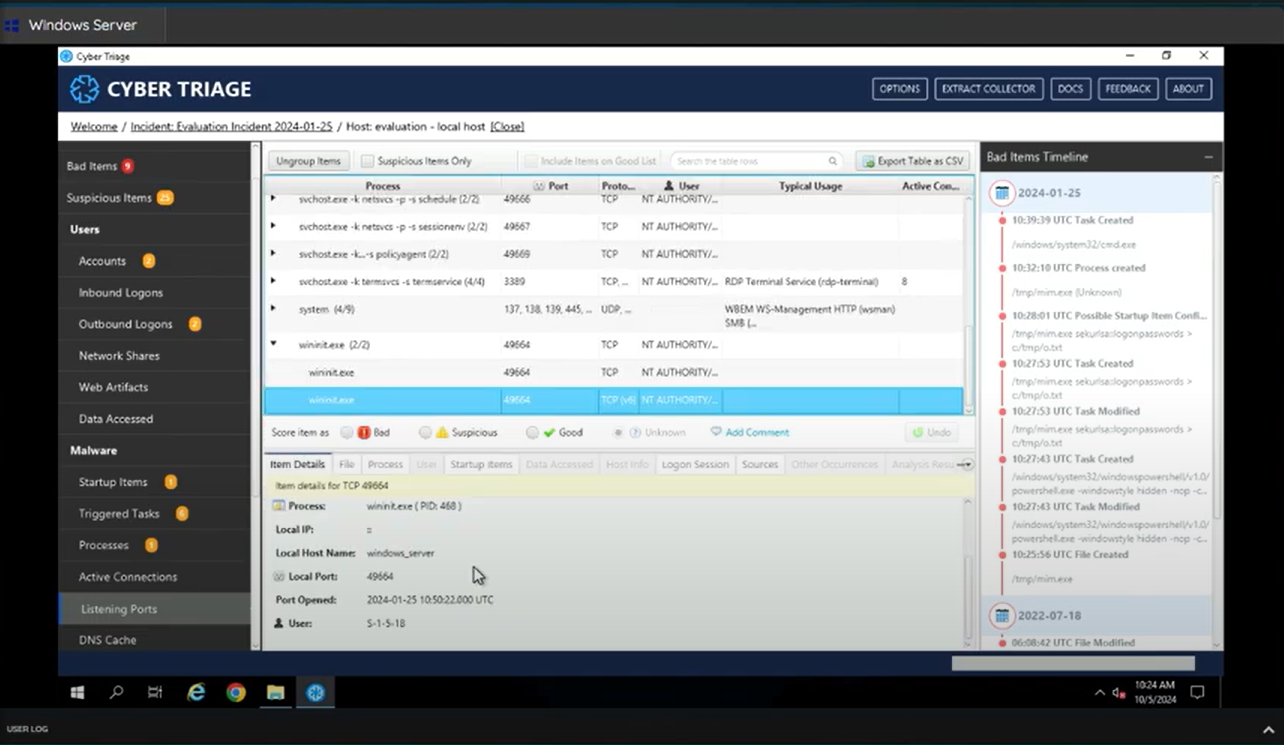 Windows Server
Cyber Triage
CYBER TRIAGE
OPTIONS
EXTRACT COLLECTOR
DOCS
FEEDBACK
ABOUT
Welcome / Incident: Evaluation Incident 2024-01-25 / Host: evaluation - local host [Close]
Bad Items 9
Suspicious Items 25
Users
Accounts 2
Inbound Logons
Outbound Logons 2
Network Shares
Web Artifacts
Data Accessed
Malware
Startup Items 1
Triggered Tasks 6
Processes 1
Active Connections
Listening Ports
DNS Cache
Ungroup Items
Suspicious Items Only
Include Items on Good List
Search the table rows
Export Table as CSV
Process Port Proto... User Typical Usage Active Con...
svchost.exe -k netsvcs -p -s schedule (2/2) 49666 TCP NT AUTHORITY/...
svchost.exe -k netsvcs -p -s sessionenv (2/2) 49667 TCP NT AUTHORITY/...
svchost.exe -k...-s policyagent (2/2) 49669 TCP NT AUTHORITY/...
svchost.exe -k termsvcs -s termservice (4/4) 3389 TCP, ... NT AUTHORITY/... RDP Terminal Service (rdp-terminal) 8
system (4/9) 137, 138, 139, 445, ... UDP, ... WBEM WS-Management HTTP (wsman)
SMB (...
wininit.exe (2/2) 49664 TCP NT AUTHORITY/...
wininit.exe 49664 TCP NT AUTHORITY/...
wininit.exe 49664 TCP (v6) NT AUTHORITY/...
Score item as Bad Suspicious Good Unknown Add Comment Undo
Item Details File Process User Startup Items Data Accessed Host Info Logon Session Sources Other Occurrences Analysis Resu
Item details for TCP 49664
Process: wininit.exe ( PID: 468 )
Local IP: ::
Local Host Name: windows_server
Local Port: 49664
Port Opened: 2024-01-25 10:50:22.000 UTC
User: S-1-5-18
Bad Items Timeline
2024-01-25
10:39:39 UTC Task Created
/windows/system32/cmd.exe
10:32:10 UTC Process created
/tmp/mim.exe (Unknown)
10:28:01 UTC Possible Startup Item Confi...
/tmp/mim.exe sekurlsa::logonpasswords >
c:/tmp/o.txt
10:27:53 UTC Task Created
/tmp/mim.exe sekurlsa::logonpasswords >
c:/tmp/o.txt
10:27:53 UTC Task Modified
/tmp/mim.exe sekurlsa::logonpasswords >
c:/tmp/o.txt
10:27:43 UTC Task Created
/windows/system32/windowspowershell/v1.0/
powershell.exe -windowstyle hidden -nop -c...
10:27:43 UTC Task Modified
/windows/system32/windowspowershell/v1.0/
powershell.exe -windowstyle hidden -nop -c...
10:25:56 UTC File Created
/tmp/mim.exe
2022-07-18
06:08:42 UTC File Modified
10:24 AM
10/5/2024
USER LOG